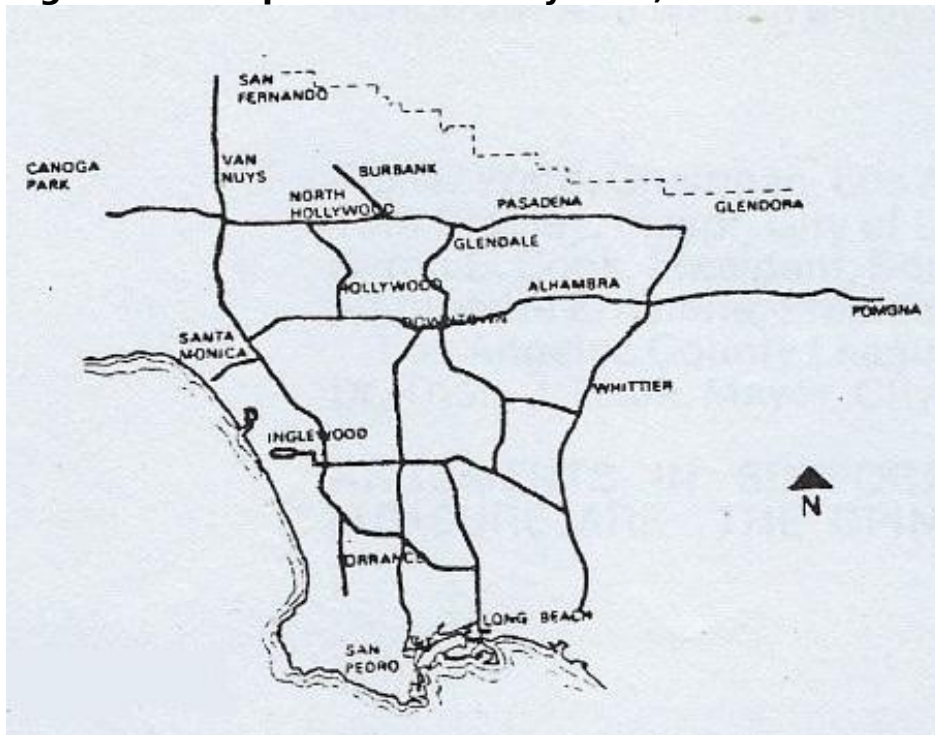 SAN
FERNANDO
CANOGA
PARK
VAN
NUYS
BURBANK
NORTH
HOLLYWOOD
PASADENA
GLENDORA
GLENDALE
HOLLYWOOD
ALHAMBRA
DOWNTOWN
POMONA
SANTA
MONICA
WHITTIER
INGLEWOOD
N
TORRANCE
LONG BEACH
SAN
PEDRO